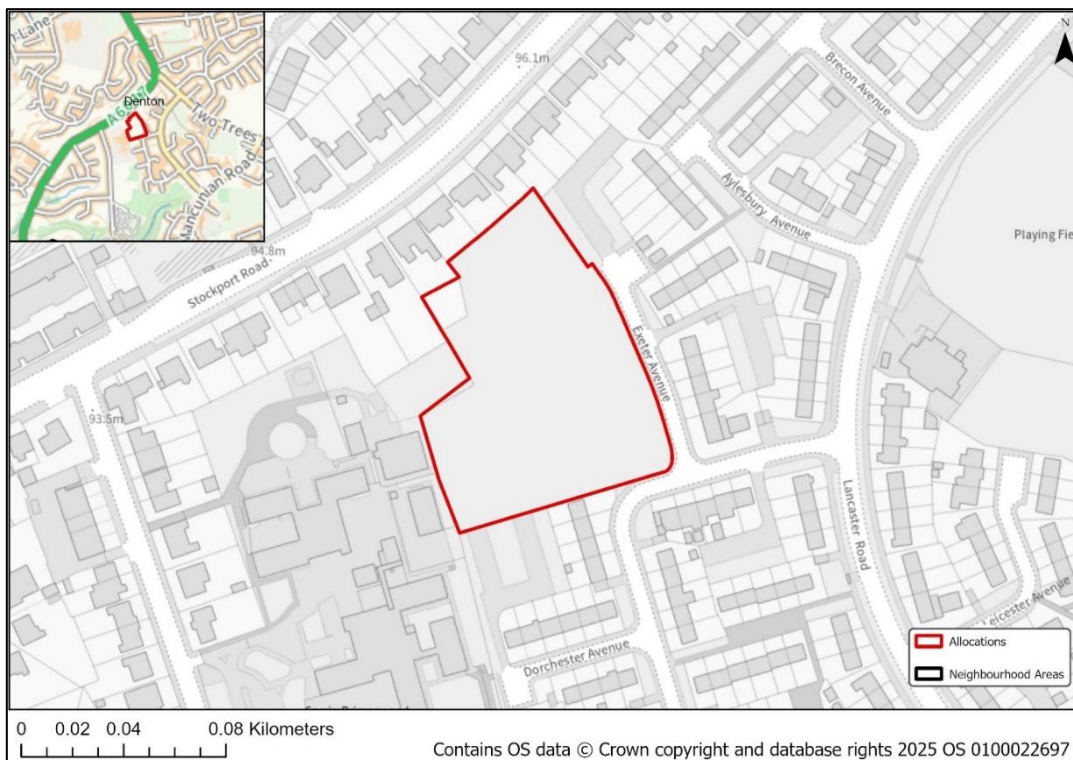 Denton
Two Trees
Mancunian Road
N
96.1m
Brecon Avenue
Aylesbury Avenue
Playing Fie
94.8m
Stockport Road
Exeter Avenue
93.5m
Lancaster Road
Leicester Avenue
Dorchester Avenue
Allocations
Neighbourhood Areas
0 0.02 0.04 0.08 Kilometers
Contains OS data © Crown copyright and database rights 2025 OS 0100022697